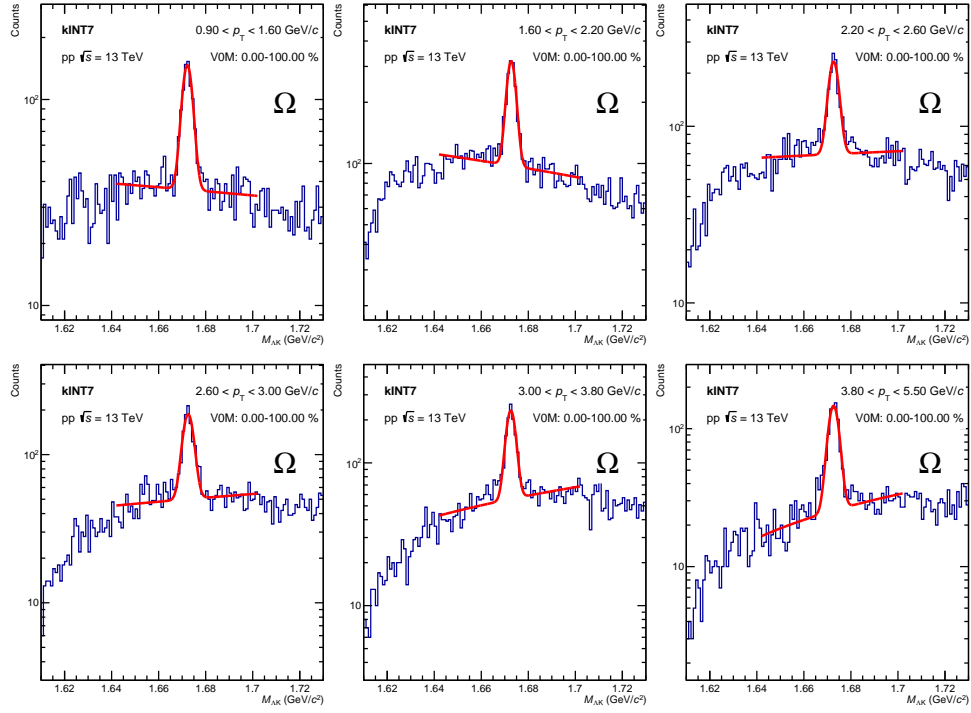 Counts
kINT7 0.90 < p_T < 1.60 GeV/c
pp √s = 13 TeV V0M: 0.00-100.00 %
Ω
10²
10
1.62 1.64 1.66 1.68 1.7 1.72
M_ΛK (GeV/c²)
Counts
kINT7 1.60 < p_T < 2.20 GeV/c
pp √s = 13 TeV V0M: 0.00-100.00 %
Ω
10²
1.62 1.64 1.66 1.68 1.7 1.72
M_ΛK (GeV/c²)
Counts
kINT7 2.20 < p_T < 2.60 GeV/c
pp √s = 13 TeV V0M: 0.00-100.00 %
Ω
10²
10
1.62 1.64 1.66 1.68 1.7 1.72
M_ΛK (GeV/c²)
Counts
kINT7 2.60 < p_T < 3.00 GeV/c
pp √s = 13 TeV V0M: 0.00-100.00 %
Ω
10²
10
1.62 1.64 1.66 1.68 1.7 1.72
M_ΛK (GeV/c²)
Counts
kINT7 3.00 < p_T < 3.80 GeV/c
pp √s = 13 TeV V0M: 0.00-100.00 %
Ω
10²
10
1.62 1.64 1.66 1.68 1.7 1.72
M_ΛK (GeV/c²)
Counts
kINT7 3.80 < p_T < 5.50 GeV/c
pp √s = 13 TeV V0M: 0.00-100.00 %
Ω
10²
10
1.62 1.64 1.66 1.68 1.7 1.72
M_ΛK (GeV/c²)